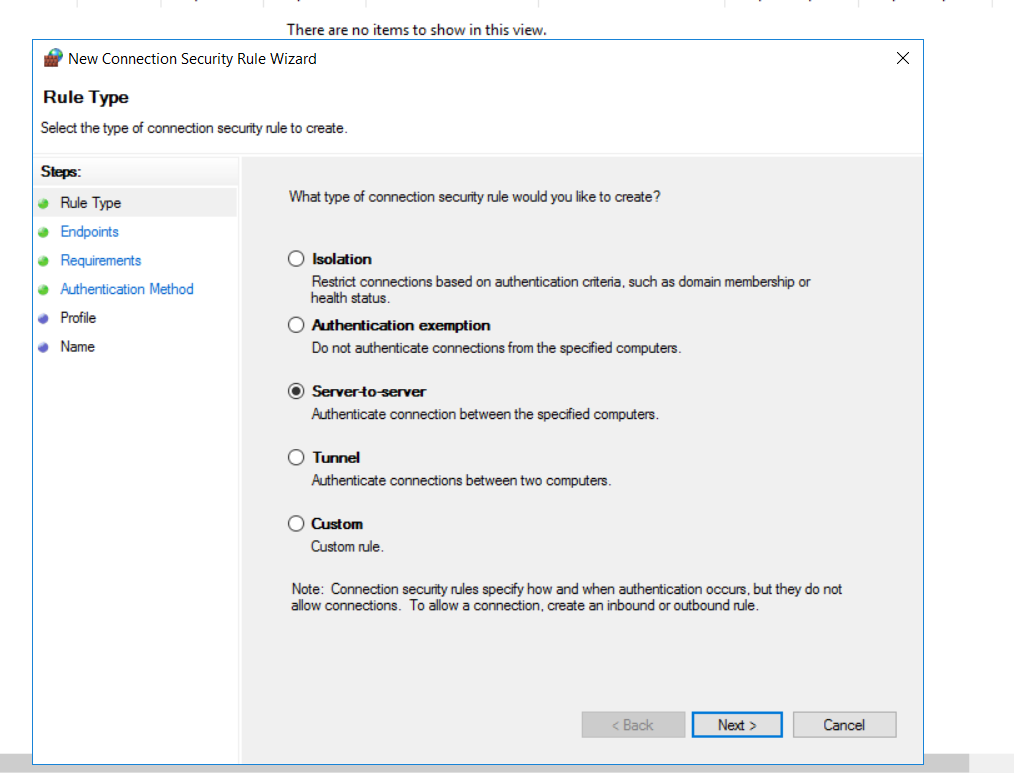 There are no items to show in this view.
New Connection Security Rule Wizard
Rule Type
Select the type of connection security rule to create.
Steps:
Rule Type
Endpoints
Requirements
Authentication Method
Profile
Name
What type of connection security rule would you like to create?
Isolation
Restrict connections based on authentication criteria, such as domain membership or
health status.
Authentication exemption
Do not authenticate connections from the specified computers.
Server-to-server
Authenticate connection between the specified computers.
Tunnel
Authenticate connections between two computers.
Custom
Custom rule.
Note:  Connection security rules specify how and when authentication occurs, but they do not
allow connections.  To allow a connection, create an inbound or outbound rule.
< Back
Next >
Cancel